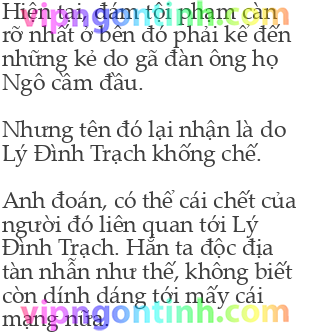 vipngontinh.com
Hiện tại, đám tội phạm càn
rỡ nhất ở bên đó phải kể đến
những kẻ do gã đàn ông họ
Ngô cầm đầu.
Nhưng tên đó lại nhận là do
Lý Đình Trạch khống chế.
Anh đoán, có thể cái chết của
người đó liên quan tới Lý
Đình Trạch. Hắn ta độc địa
tàn nhẫn như thế, không biết
còn dính dáng tới mấy cái
mạng nữa.
vipngontinh.com